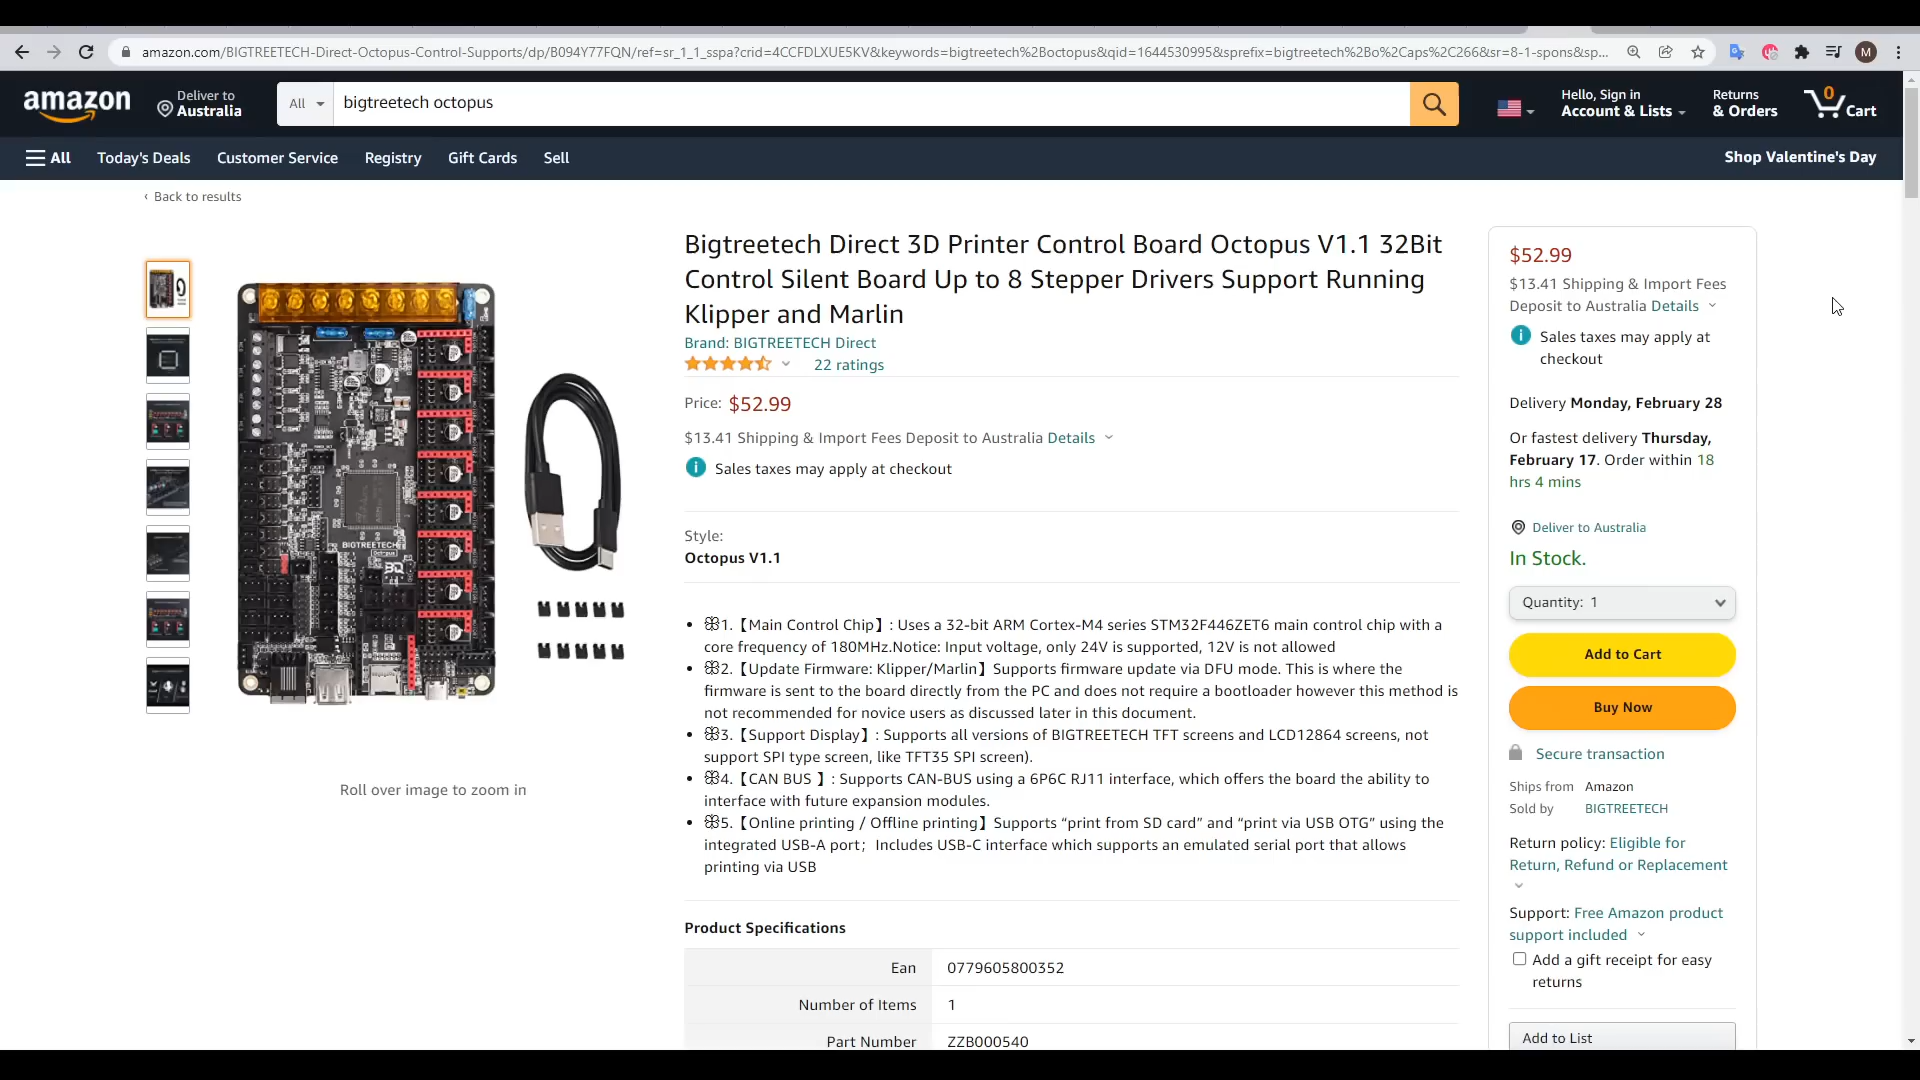 amazon.com/BIGTREETECH-Direct-Octopus-Control-Supports/dp/B094Y77FQN/ref=sr_1_1_sspa?crid=4CCFDLXUE5KV&keywords=bigtreetech%2Boctopus&qid=1644530995&sprefix=bigtreetech%2Bo%2Caps%2C266&sr=8-1-spons&sp...
M
amazon
Deliver to
Australia
All
bigtreetech octopus
Hello, Sign in
Account & Lists
Returns
& Orders
0
Cart
All
Today's Deals
Customer Service
Registry
Gift Cards
Sell
Shop Valentine's Day
‹ Back to results
BIGTREETECH
Octopus
Roll over image to zoom in
Bigtreetech Direct 3D Printer Control Board Octopus V1.1 32Bit
Control Silent Board Up to 8 Stepper Drivers Support Running
Klipper and Marlin
Brand: BIGTREETECH Direct
22 ratings
Price: $52.99
$13.41 Shipping & Import Fees Deposit to Australia Details
Sales taxes may apply at checkout
Style:
Octopus V1.1
• ꕥ1.【Main Control Chip】: Uses a 32-bit ARM Cortex-M4 series STM32F446ZET6 main control chip with a
core frequency of 180MHz.Notice: Input voltage, only 24V is supported, 12V is not allowed
• ꕥ2.【Update Firmware: Klipper/Marlin】Supports firmware update via DFU mode. This is where the
firmware is sent to the board directly from the PC and does not require a bootloader however this method is
not recommended for novice users as discussed later in this document.
• ꕥ3.【Support Display】: Supports all versions of BIGTREETECH TFT screens and LCD12864 screens, not
support SPI type screen, like TFT35 SPI screen).
• ꕥ4.【CAN BUS 】: Supports CAN-BUS using a 6P6C RJ11 interface, which offers the board the ability to
interface with future expansion modules.
• ꕥ5.【Online printing / Offline printing】Supports “print from SD card” and “print via USB OTG” using the
integrated USB-A port；Includes USB-C interface which supports an emulated serial port that allows
printing via USB
Product Specifications
Ean 0779605800352
Number of Items 1
Part Number ZZB000540
$52.99
$13.41 Shipping & Import Fees
Deposit to Australia Details
Sales taxes may apply at
checkout
Delivery Monday, February 28
Or fastest delivery Thursday,
February 17. Order within 18
hrs 4 mins
Deliver to Australia
In Stock.
Quantity: 1
Add to Cart
Buy Now
Secure transaction
Ships from Amazon
Sold by BIGTREETECH
Return policy: Eligible for
Return, Refund or Replacement
Support: Free Amazon product
support included
Add a gift receipt for easy
returns
Add to List